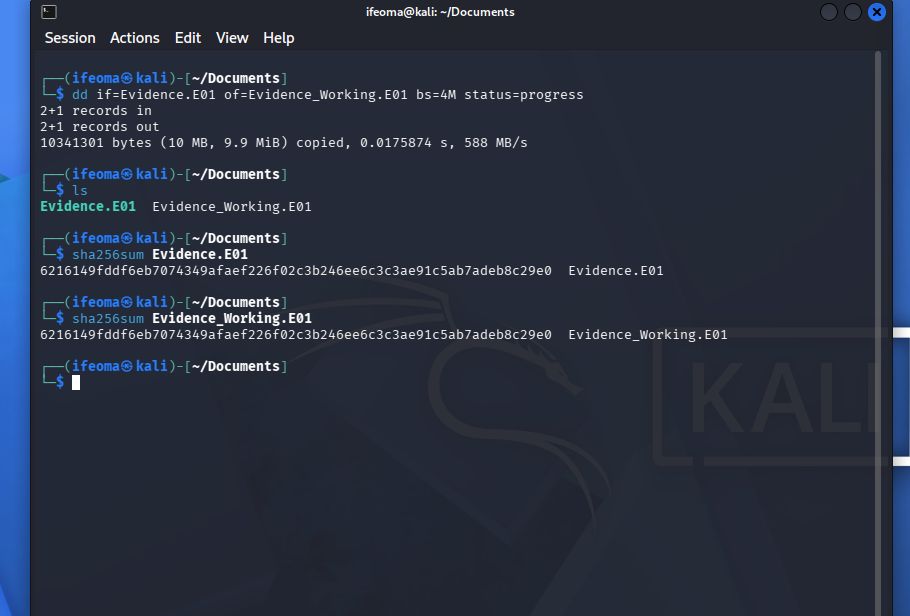 ifeoma@kali: ~/Documents
Session Actions Edit View Help
┌──(ifeoma㉿kali)-[~/Documents]
└─$ dd if=Evidence.E01 of=Evidence_Working.E01 bs=4M status=progress
2+1 records in
2+1 records out
10341301 bytes (10 MB, 9.9 MiB) copied, 0.0175874 s, 588 MB/s
┌──(ifeoma㉿kali)-[~/Documents]
└─$ ls
Evidence.E01  Evidence_Working.E01
┌──(ifeoma㉿kali)-[~/Documents]
└─$ sha256sum Evidence.E01
6216149fddf6eb7074349afaef226f02c3b246ee6c3c3ae91c5ab7adeb8c29e0  Evidence.E01
┌──(ifeoma㉿kali)-[~/Documents]
└─$ sha256sum Evidence_Working.E01
6216149fddf6eb7074349afaef226f02c3b246ee6c3c3ae91c5ab7adeb8c29e0  Evidence_Working.E01
┌──(ifeoma㉿kali)-[~/Documents]
└─$
KALI